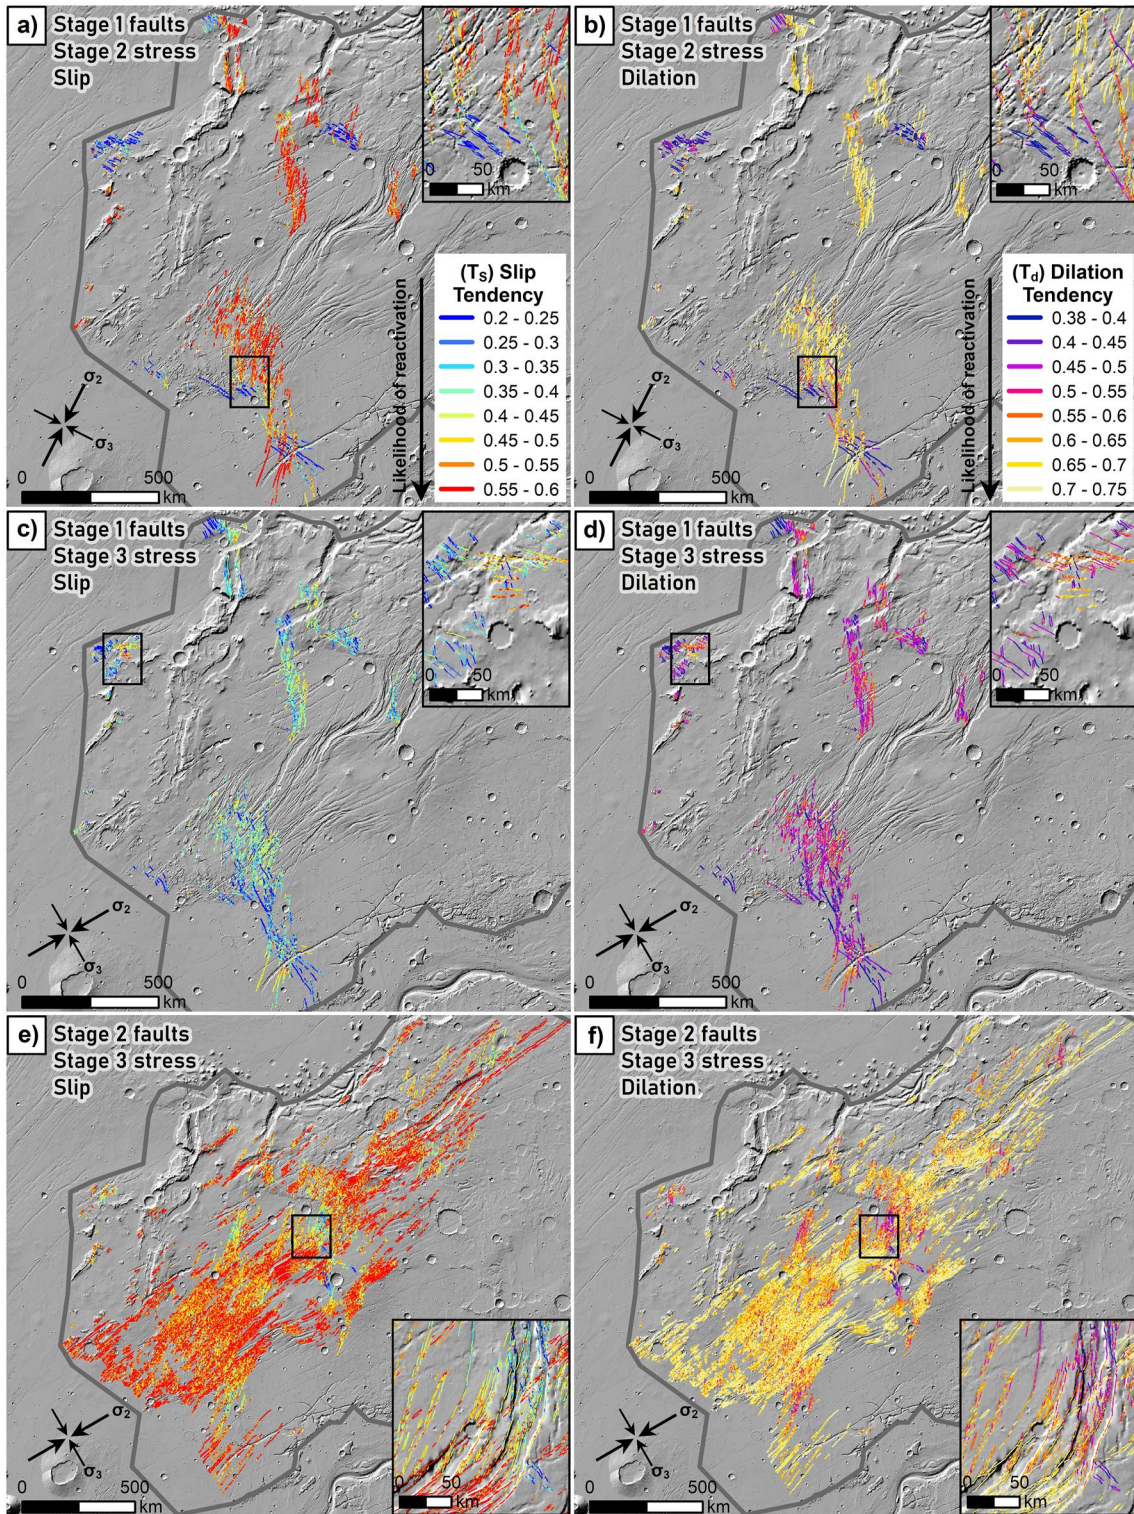 a)
Stage 1 faults
Stage 2 stress
Slip
0
50
km
(Tₛ) Slip
Tendency
0.2 - 0.25
0.25 - 0.3
0.3 - 0.35
0.35 - 0.4
0.4 - 0.45
0.45 - 0.5
0.5 - 0.55
0.55 - 0.6
Likelihood of reactivation
σ₂
σ₃
0
500
km
b)
Stage 1 faults
Stage 2 stress
Dilation
0
50
km
(T_d) Dilation
Tendency
0.38 - 0.4
0.4 - 0.45
0.45 - 0.5
0.5 - 0.55
0.55 - 0.6
0.6 - 0.65
0.65 - 0.7
0.7 - 0.75
Likelihood of reactivation
σ₂
σ₃
0
500
km
c)
Stage 1 faults
Stage 3 stress
Slip
0
50
km
σ₂
σ₃
0
500
km
d)
Stage 1 faults
Stage 3 stress
Dilation
0
50
km
σ₂
σ₃
0
500
km
e)
Stage 2 faults
Stage 3 stress
Slip
σ₂
σ₃
0
500
km
0
50
km
f)
Stage 2 faults
Stage 3 stress
Dilation
σ₂
σ₃
0
500
km
0
50
km